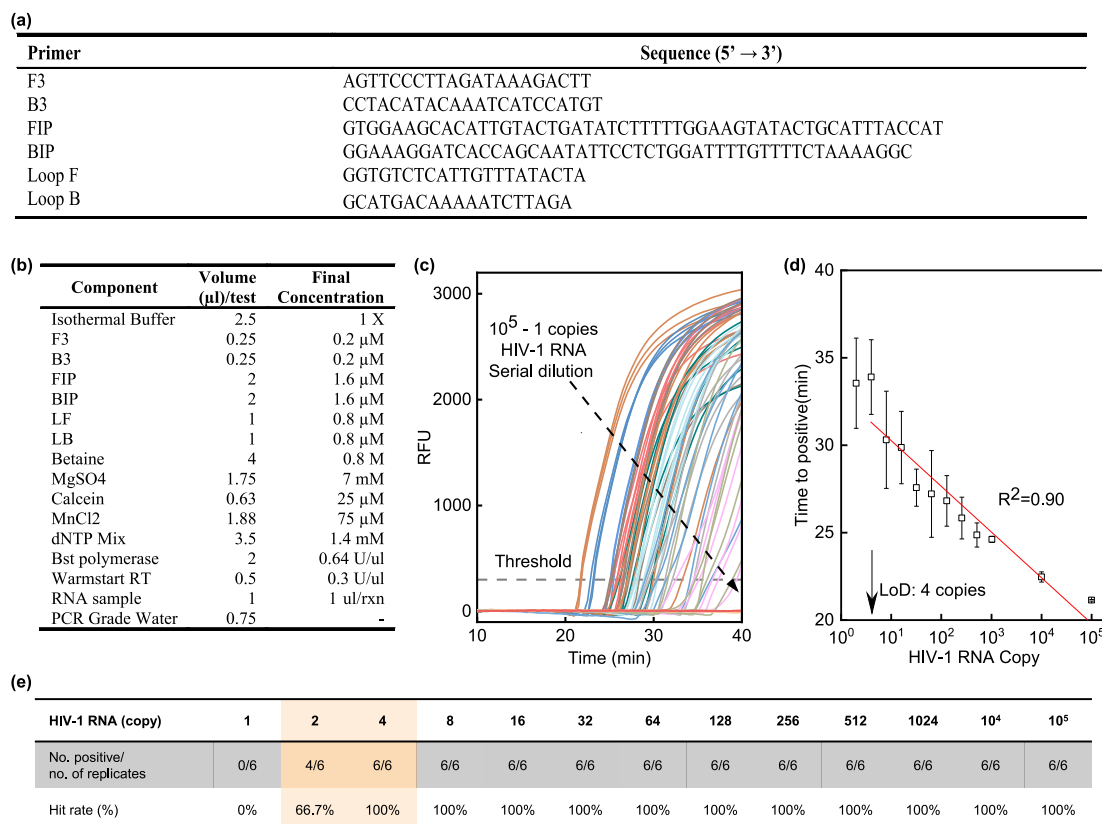 (a)
Primer Sequence (5' → 3')
F3 AGTTCCCTTAGATAAAGACTT
B3 CCTACATACAAATCATCCATGT
FIP GTGGAAGCACATTGTACTGATATCTTTTTGGAAGTATACTGCATTTACCAT
BIP GGAAAGGATCACCAGCAATATTCCTCTGGATTTTGTTTTCTAAAAGGC
Loop F GGTGTCTCATTGTTTATACTA
Loop B GCATGACAAAAATCTTAGA
(b)
Component Volume (µl)/test Final Concentration
Isothermal Buffer 2.5 1 X
F3 0.25 0.2 µM
B3 0.25 0.2 µM
FIP 2 1.6 µM
BIP 2 1.6 µM
LF 1 0.8 µM
LB 1 0.8 µM
Betaine 4 0.8 M
MgSO4 1.75 7 mM
Calcein 0.63 25 µM
MnCl2 1.88 75 µM
dNTP Mix 3.5 1.4 mM
Bst polymerase 2 0.64 U/ul
Warmstart RT 0.5 0.3 U/ul
RNA sample 1 1 ul/rxn
PCR Grade Water 0.75 -
(c)
3000
2000
1000
0
RFU
10⁵ - 1 copies
HIV-1 RNA
Serial dilution
Threshold
10 20 30 40
Time (min)
(d)
40
35
30
25
20
Time to positive(min)
R²=0.90
LoD: 4 copies
10⁰ 10¹ 10² 10³ 10⁴ 10⁵
HIV-1 RNA Copy
(e)
HIV-1 RNA (copy) 1 2 4 8 16 32 64 128 256 512 1024 10⁴ 10⁵
No. positive/
no. of replicates 0/6 4/6 6/6 6/6 6/6 6/6 6/6 6/6 6/6 6/6 6/6 6/6 6/6
Hit rate (%) 0% 66.7% 100% 100% 100% 100% 100% 100% 100% 100% 100% 100% 100%